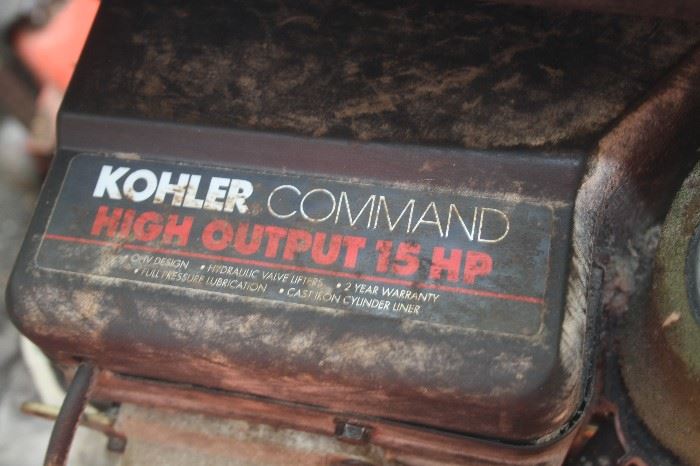 KOHLER COMMAND
HIGH OUTPUT 15 HP
• OHV DESIGN • HYDRAULIC VALVE LIFTERS • 2 YEAR WARRANTY
• FULL PRESSURE LUBRICATION • CAST IRON CYLINDER LINER